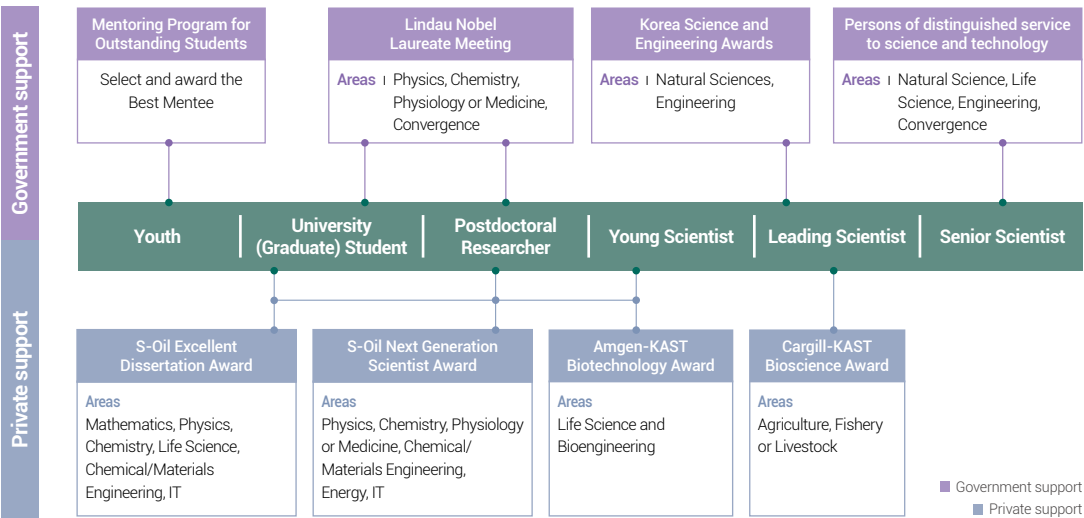 Government support
Mentoring Program for
Outstanding Students
Select and award the
Best Mentee
Lindau Nobel
Laureate Meeting
Areas I Physics, Chemistry,
Physiology or Medicine,
Convergence
Korea Science and
Engineering Awards
Areas I Natural Sciences,
Engineering
Persons of distinguished service
to science and technology
Areas I Natural Science, Life
Science, Engineering,
Convergence
Youth
University
(Graduate) Student
Postdoctoral
Researcher
Young Scientist
Leading Scientist
Senior Scientist
Private support
S-Oil Excellent
Dissertation Award
Areas
Mathematics, Physics,
Chemistry, Life Science,
Chemical/Materials
Engineering, IT
S-Oil Next Generation
Scientist Award
Areas
Physics, Chemistry, Physiology
or Medicine, Chemical/
Materials Engineering,
Energy, IT
Amgen-KAST
Biotechnology Award
Areas
Life Science and
Bioengineering
Cargill-KAST
Bioscience Award
Areas
Agriculture, Fishery
or Livestock
Government support
Private support